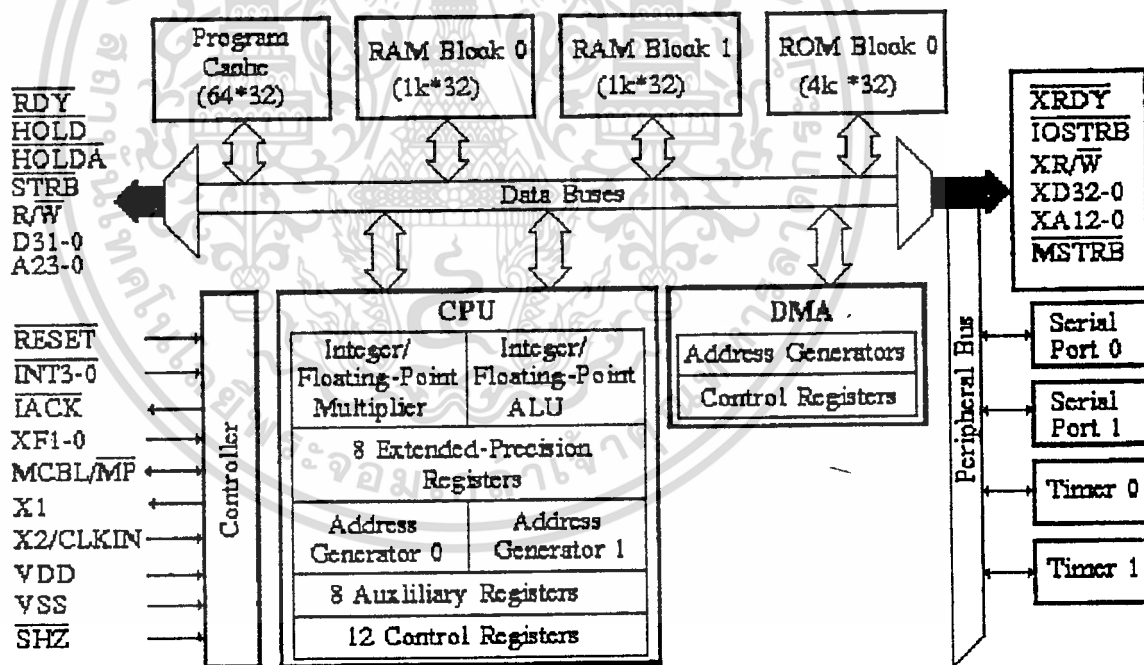 Program
Cache
(64*32)
RAM Block 0
(1k*32)
RAM Block 1
(1k*32)
ROM Block 0
(4k *32)
RDY
HOLD
HOLDA
STRB
R/W
D31-0
A23-0
Data Buses
XRDY
IOSTRB
XR/W
XD32-0
XA12-0
MSTRB
RESET
INT3-0
IACK
XF1-0
MCBL/MP
X1
X2/CLKIN
VDD
VSS
SHZ
Controller
CPU
Integer/
Floating-Point
Multiplier
Integer/
Floating-Point
ALU
8 Extended-Precision
Registers
Address
Generator 0
Address
Generator 1
8 Auxliliary Registers
12 Control Registers
DMA
Address Generators
Control Registers
Peripheral Bus
Serial
Port 0
Serial
Port 1
Timer 0
Timer 1